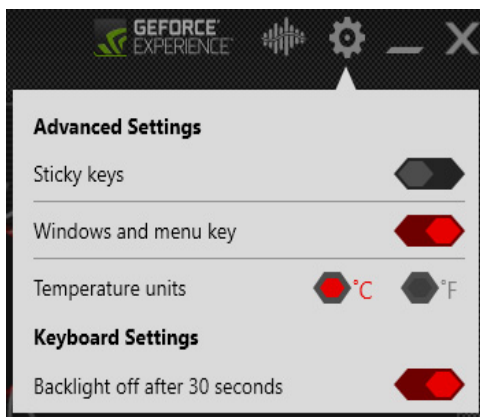 GEFORCE
EXPERIENCE
Advanced Settings
Sticky keys
Windows and menu key
Temperature units °C °F
Keyboard Settings
Backlight off after 30 seconds